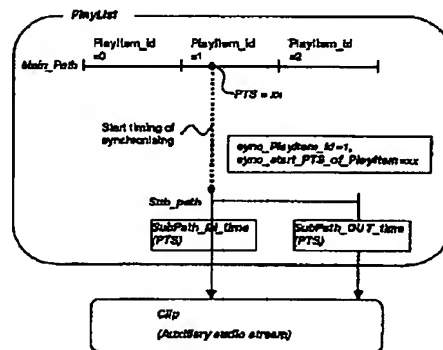 PlayList
PlayItem_id
=0
PlayItem_id
=1
PlayItem_id
=2
Main_Path
PTS = xx
Start timing of
synchronizing
sync_PlayItem_id=1,
sync_start_PTS_of_PlayItem=xx
Sub_path
SubPath_IN_time
(PTS)
SubPath_OUT_time
(PTS)
Clip
(Auxiliary audio stream)